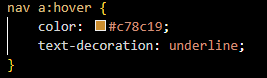 nav a:hover {
    color: #c78c19;
    text-decoration: underline;
}